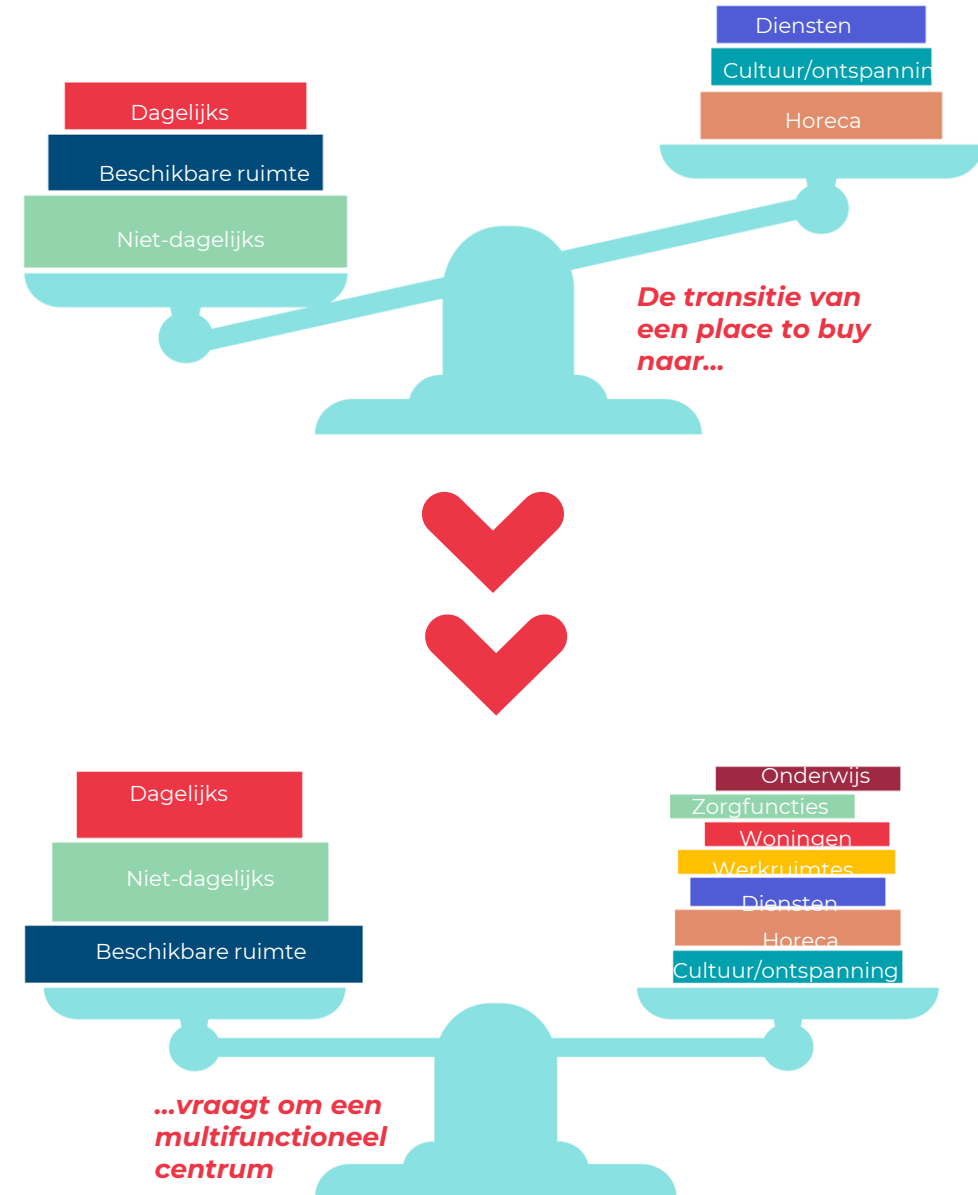 Diensten
Cultuur/ontspannin
Horeca
Dagelijks
Beschikbare ruimte
Niet-dagelijks
De transitie van
een place to buy
naar...
Onderwijs
Zorgfuncties
Woningen
Werkruimtes
Diensten
Horeca
Cultuur/ontspanning
Dagelijks
Niet-dagelijks
Beschikbare ruimte
...vraagt om een
multifunctioneel
centrum